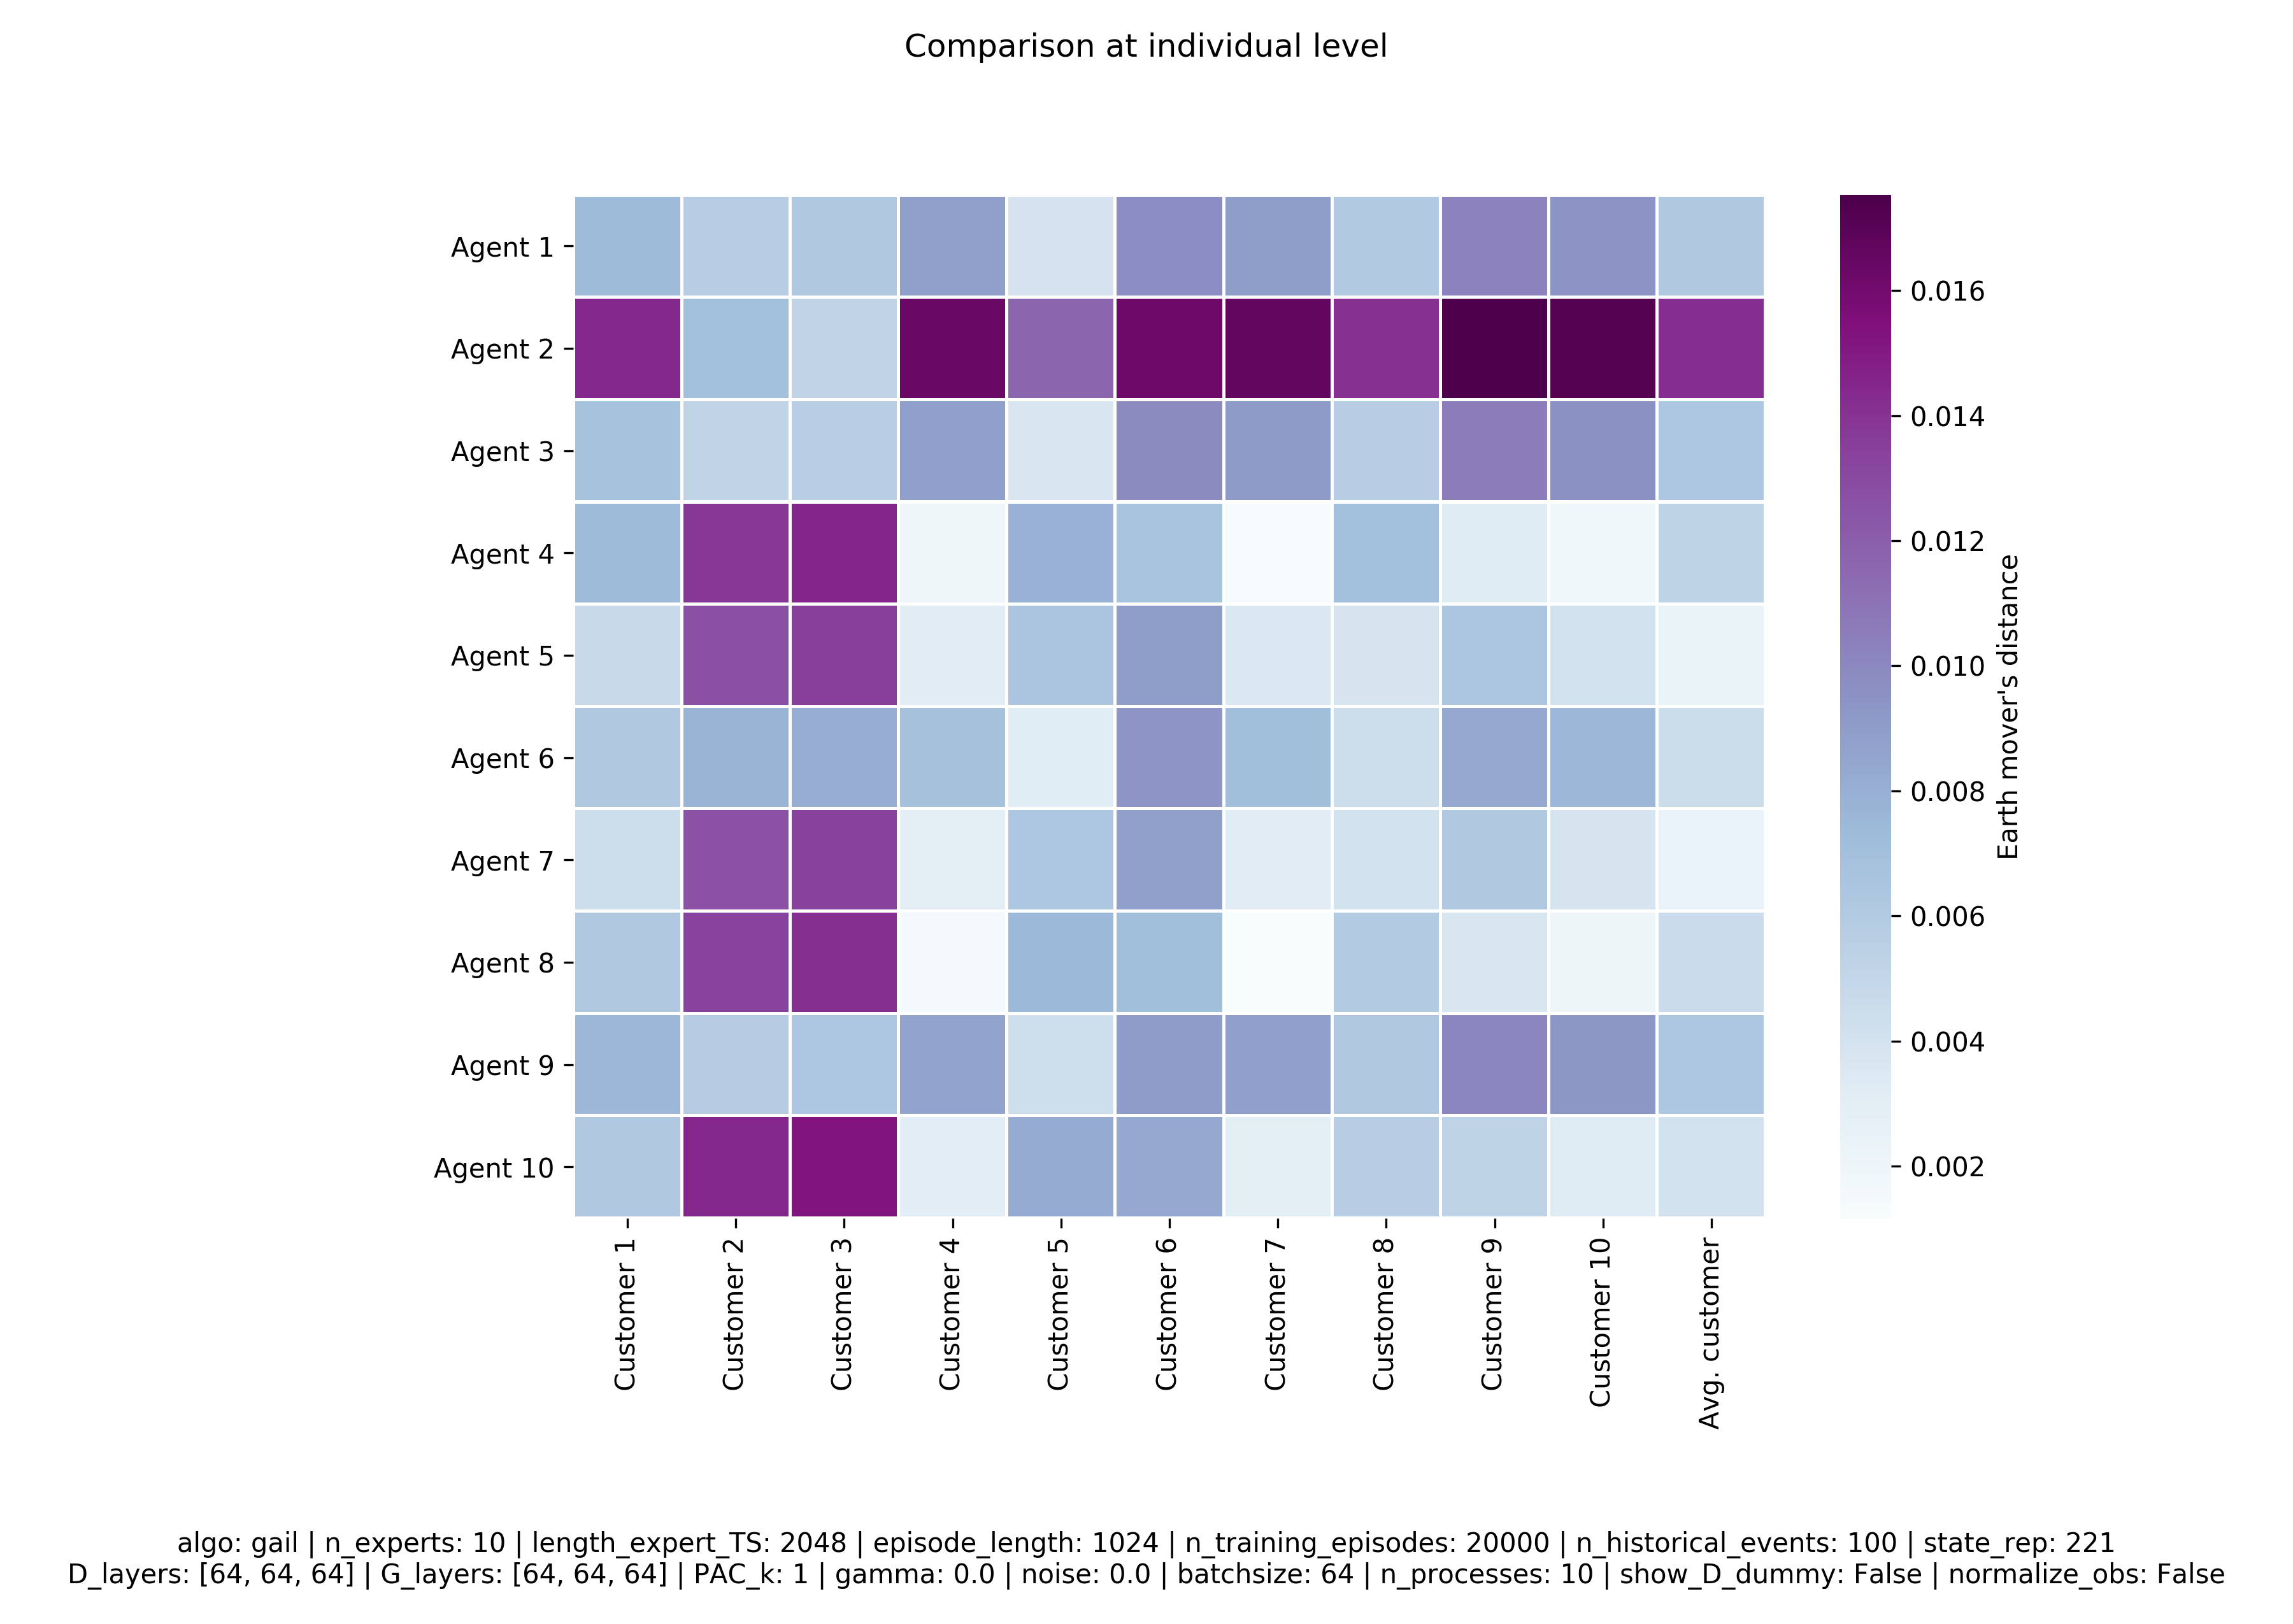 Comparison at individual level
Agent 1
Agent 2
Agent 3
Agent 4
Agent 5
Agent 6
Agent 7
Agent 8
Agent 9
Agent 10
Customer 1
Customer 2
Customer 3
Customer 4
Customer 5
Customer 6
Customer 7
Customer 8
Customer 9
Customer 10
Avg. customer
0.016
0.014
0.012
0.010
0.008
0.006
0.004
0.002
Earth mover's distance
algo: gail | n_experts: 10 | length_expert_TS: 2048 | episode_length: 1024 | n_training_episodes: 20000 | n_historical_events: 100 | state_rep: 221
D_layers: [64, 64, 64] | G_layers: [64, 64, 64] | PAC_k: 1 | gamma: 0.0 | noise: 0.0 | batchsize: 64 | n_processes: 10 | show_D_dummy: False | normalize_obs: False